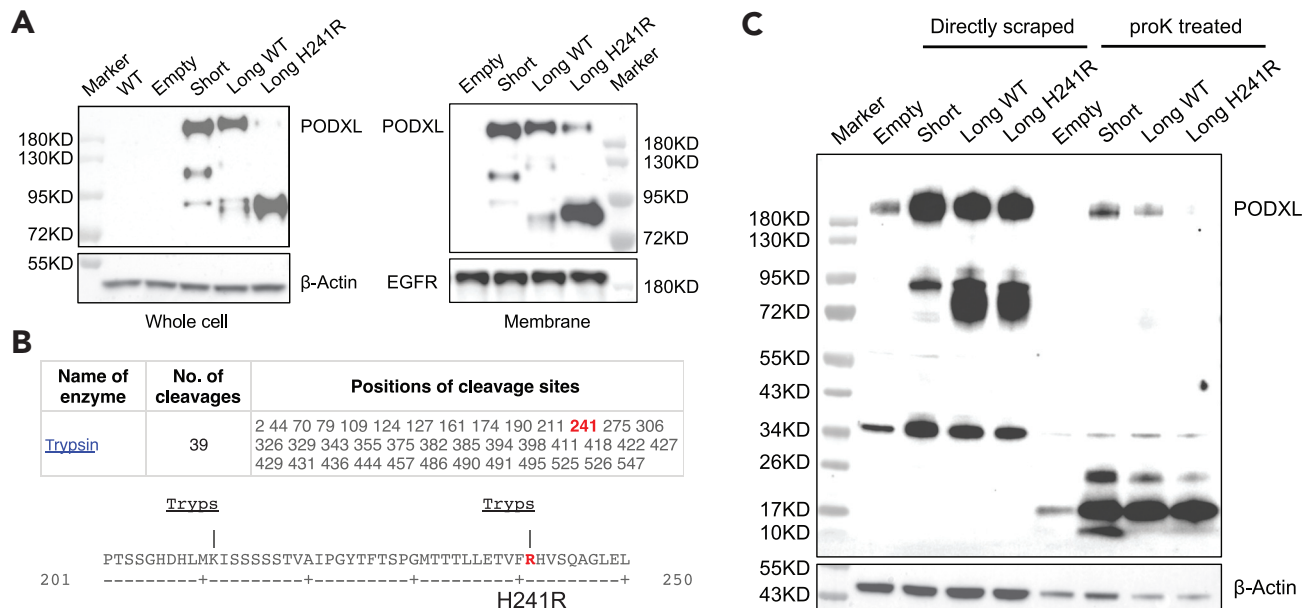 A
Marker
WT
Empty
Short
Long WT
Long H241R
180KD
130KD
95KD
72KD
55KD
PODXL
β-Actin
Whole cell
Empty
Short
Long WT
Long H241R
Marker
PODXL
EGFR
180KD
130KD
95KD
72KD
180KD
Membrane
B
Name of enzyme
No. of cleavages
Positions of cleavage sites
Trypsin
39
2 44 70 79 109 124 127 161 174 190 211 241 275 306
326 329 343 355 375 382 385 394 398 411 418 422 427
429 431 436 444 457 486 490 491 495 525 526 547
Tryps Tryps
PTSSGHDHLMKISSSSSTVAIPGYTFTSPGMTTTLLETVFRHVSQAGLEL
201 ---------+---------+---------+---------+---------+ 250
H241R
C
Directly scraped
proK treated
Marker
Empty
Short
Long WT
Long H241R
Empty
Short
Long WT
Long H241R
180KD
130KD
95KD
72KD
55KD
43KD
34KD
26KD
17KD
10KD
PODXL
55KD
43KD
β-Actin